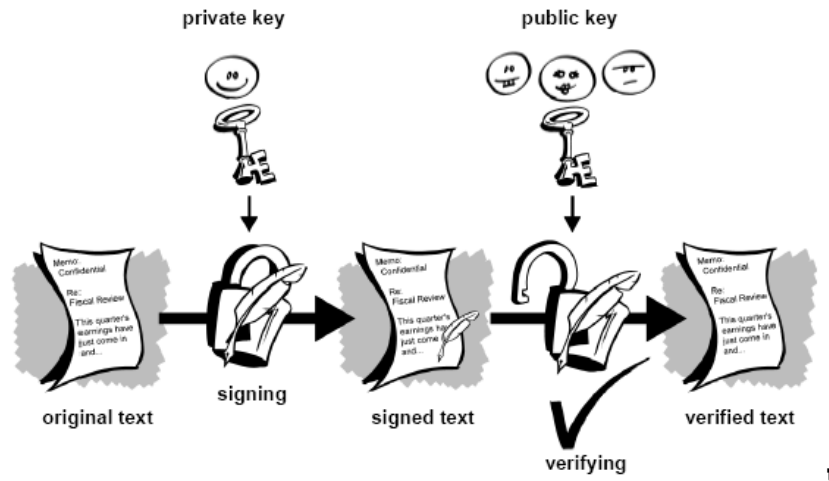 private key
public key
Memo:
Confidential
Re:
Fiscal Review
This quarter's
earnings have
just come in
and...
Memo:
Confidential
Re:
Fiscal Review
This quarter's
earnings
just come
and...
Memo:
Confidential
Re:
Fiscal Review
This quarter's
earnings have
just come in
and...
original text
signing
signed text
verifying
verified text